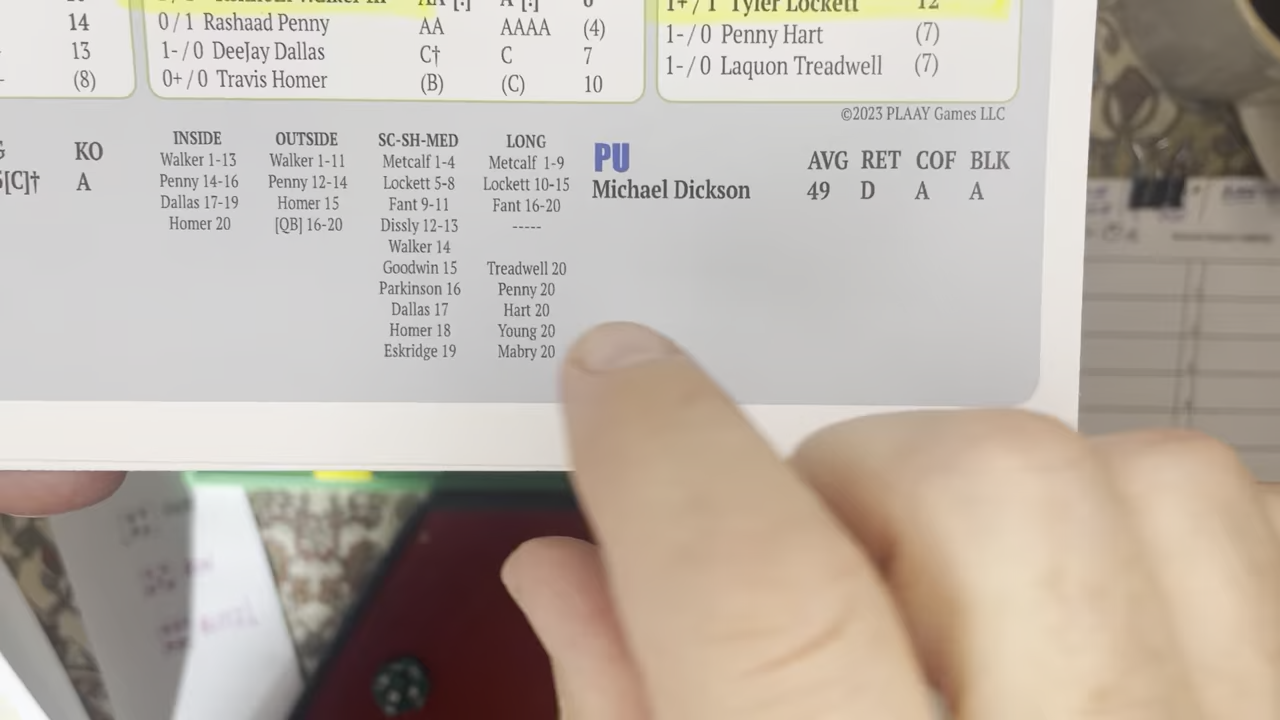 14
13
(8)
Walker III AA [.] A [.] 6
0/1 Rashaad Penny AA AAAA (4)
1-/0 DeeJay Dallas C† C 7
0+/0 Travis Homer (B) (C) 10
1+/1 Tyler Lockett 12
1-/0 Penny Hart (7)
1-/0 Laquon Treadwell (7)
©2023 PLAAY Games LLC
KO
[C]† A
INSIDE
Walker 1-13
Penny 14-16
Dallas 17-19
Homer 20
OUTSIDE
Walker 1-11
Penny 12-14
Homer 15
[QB] 16-20
SC-SH-MED
Metcalf 1-4
Lockett 5-8
Fant 9-11
Dissly 12-13
Walker 14
Goodwin 15
Parkinson 16
Dallas 17
Homer 18
Eskridge 19
LONG
Metcalf 1-9
Lockett 10-15
Fant 16-20
-----
Treadwell 20
Penny 20
Hart 20
Young 20
Mabry 20
PU AVG RET COF BLK
Michael Dickson 49 D A A